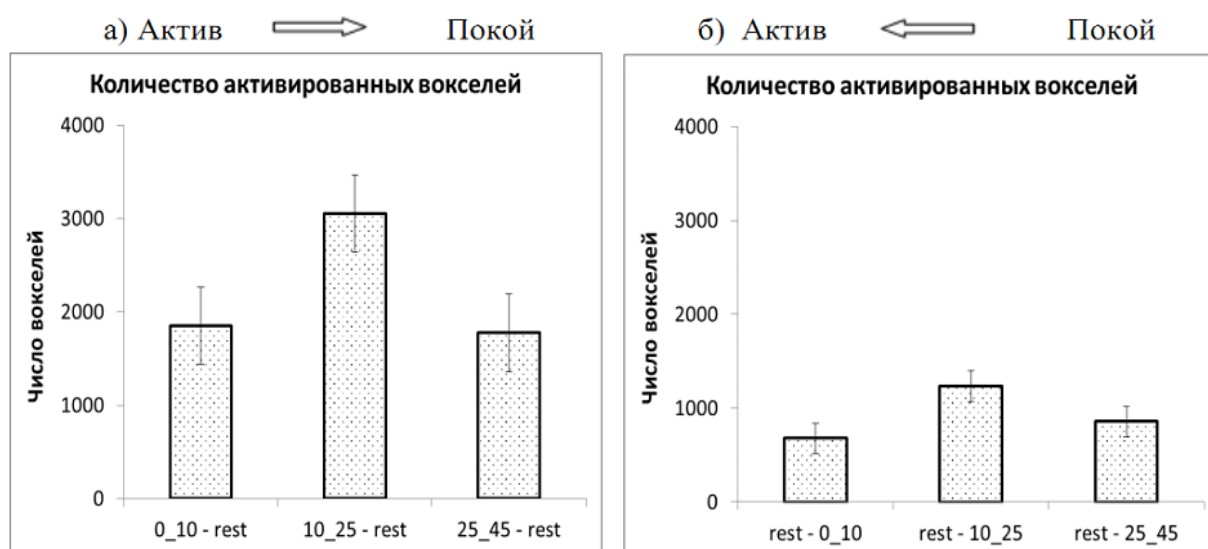 а) Актив Покой
Количество активированных вокселей
Число вокселей
4000
3000
2000
1000
0
0_10 - rest 10_25 - rest 25_45 - rest
б) Актив Покой
Количество активированных вокселей
Число вокселей
4000
3000
2000
1000
0
rest - 0_10 rest - 10_25 rest - 25_45